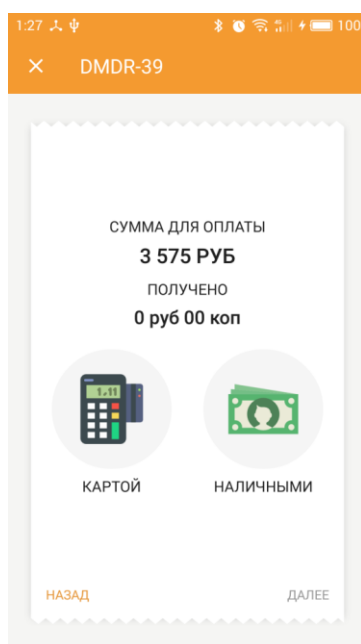 1:27 100
DMDR-39
СУММА ДЛЯ ОПЛАТЫ
3 575 РУБ
ПОЛУЧЕНО
0 руб 00 коп
1.11
КАРТОЙ НАЛИЧНЫМИ
НАЗАД ДАЛЕЕ